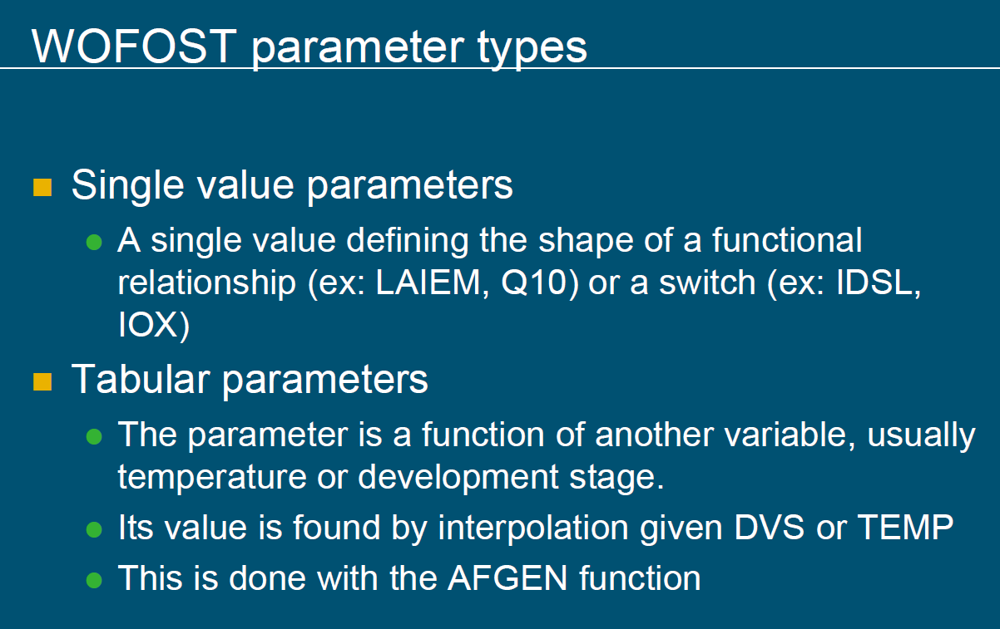 WOFOST parameter types
Single value parameters
A single value defining the shape of a functional
relationship (ex: LAIEM, Q10) or a switch (ex: IDSL,
IOX)
Tabular parameters
The parameter is a function of another variable, usually
temperature or development stage.
Its value is found by interpolation given DVS or TEMP
This is done with the AFGEN function